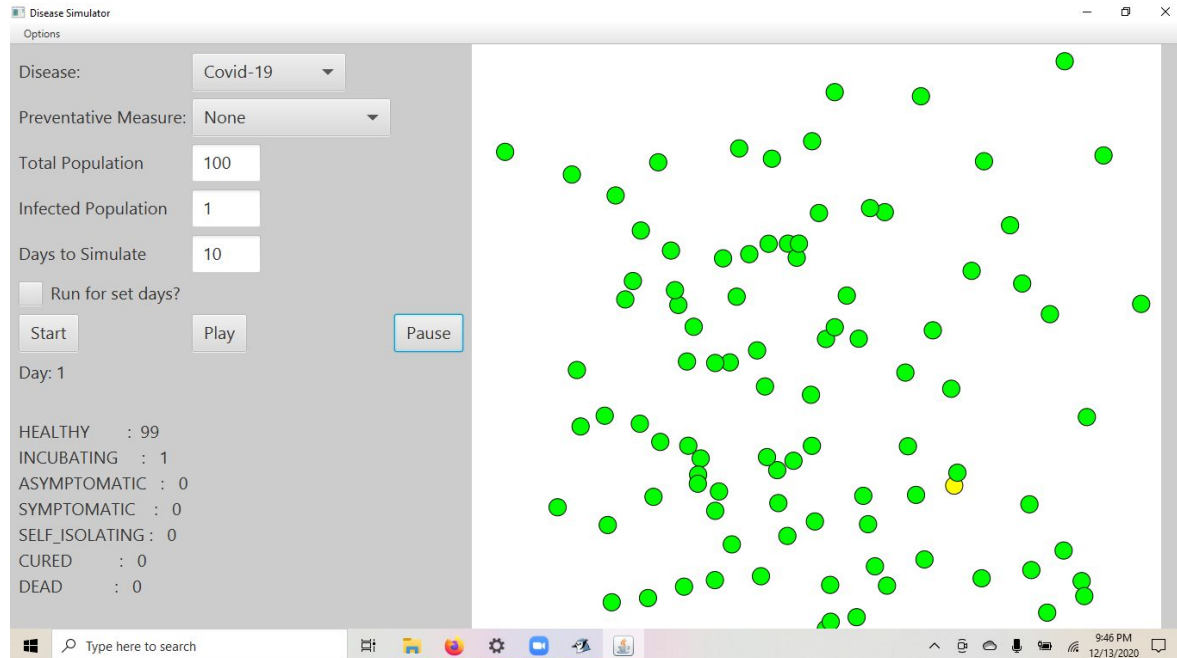 Disease Simulator
Options
Disease: Covid-19
Preventative Measure: None
Total Population 100
Infected Population 1
Days to Simulate 10
Run for set days?
Start Play Pause
Day: 1
HEALTHY : 99
INCUBATING : 1
ASYMPTOMATIC : 0
SYMPTOMATIC : 0
SELF_ISOLATING : 0
CURED : 0
DEAD : 0
Type here to search
9:46 PM
12/13/2020